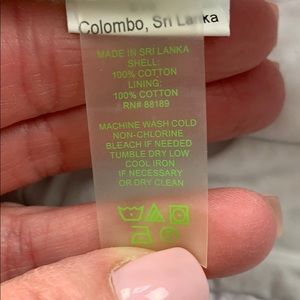 Colombo, Sri Lanka
MADE IN SRI LANKA
SHELL:
100% COTTON
LINING:
100% COTTON
RN# 88189
MACHINE WASH COLD
NON-CHLORINE
BLEACH IF NEEDED
TUMBLE DRY LOW
COOL IRON
IF NECESSARY
OR DRY CLEAN